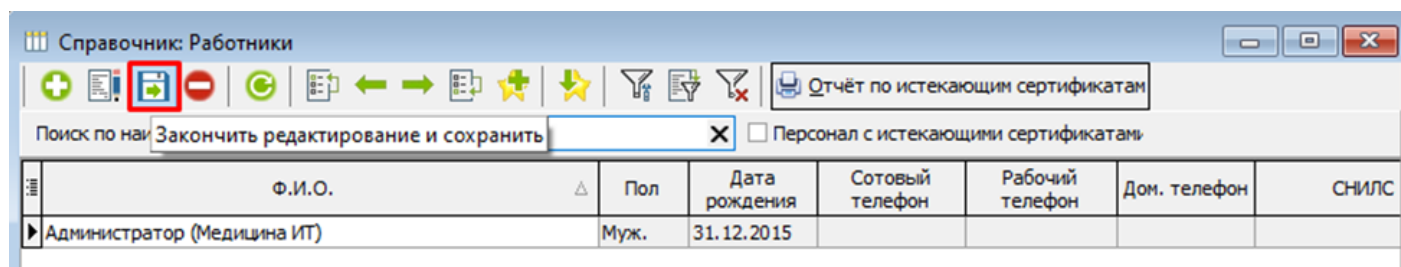 Справочник: Работники
Отчёт по истекающим сертификатам
Поиск по наи
Закончить редактирование и сохранить
Персонал с истекающими сертификатами
Ф.И.О.
Пол
Дата
рождения
Сотовый
телефон
Рабочий
телефон
Дом. телефон
СНИЛС
Администратор (Медицина ИТ)
Муж.
31.12.2015